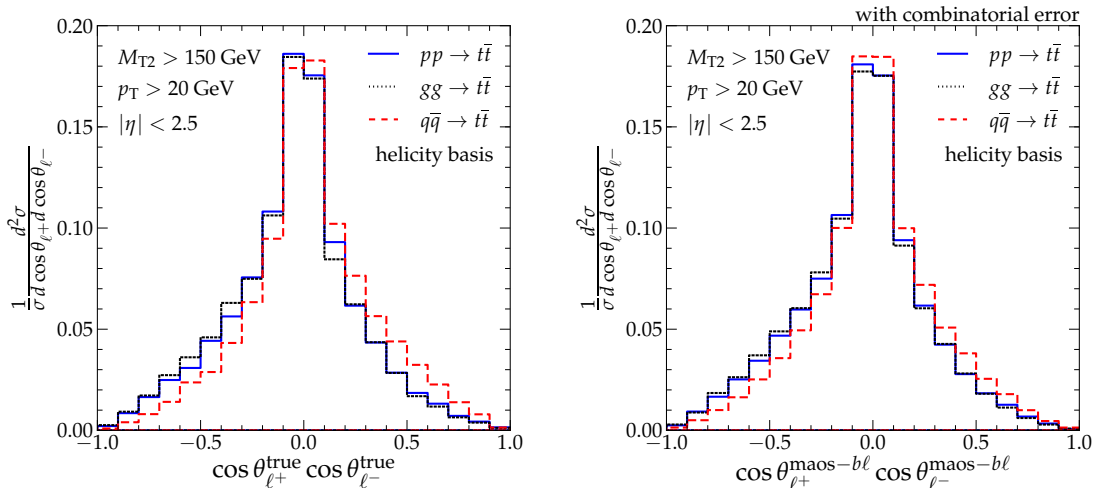 M_T2 > 150 GeV
p_T > 20 GeV
|η| < 2.5
pp → tt̄
gg → tt̄
qq̄ → tt̄
helicity basis
1/σ d²σ/(d cos θ_ℓ+ d cos θ_ℓ−)
0.20
0.15
0.10
0.05
0.00
−1.0
−0.5
0.0
0.5
1.0
cos θ_ℓ+^true cos θ_ℓ−^true
with combinatorial error
M_T2 > 150 GeV
p_T > 20 GeV
|η| < 2.5
pp → tt̄
gg → tt̄
qq̄ → tt̄
helicity basis
1/σ d²σ/(d cos θ_ℓ+ d cos θ_ℓ−)
0.20
0.15
0.10
0.05
0.00
−1.0
−0.5
0.0
0.5
1.0
cos θ_ℓ+^maos−bℓ cos θ_ℓ−^maos−bℓ